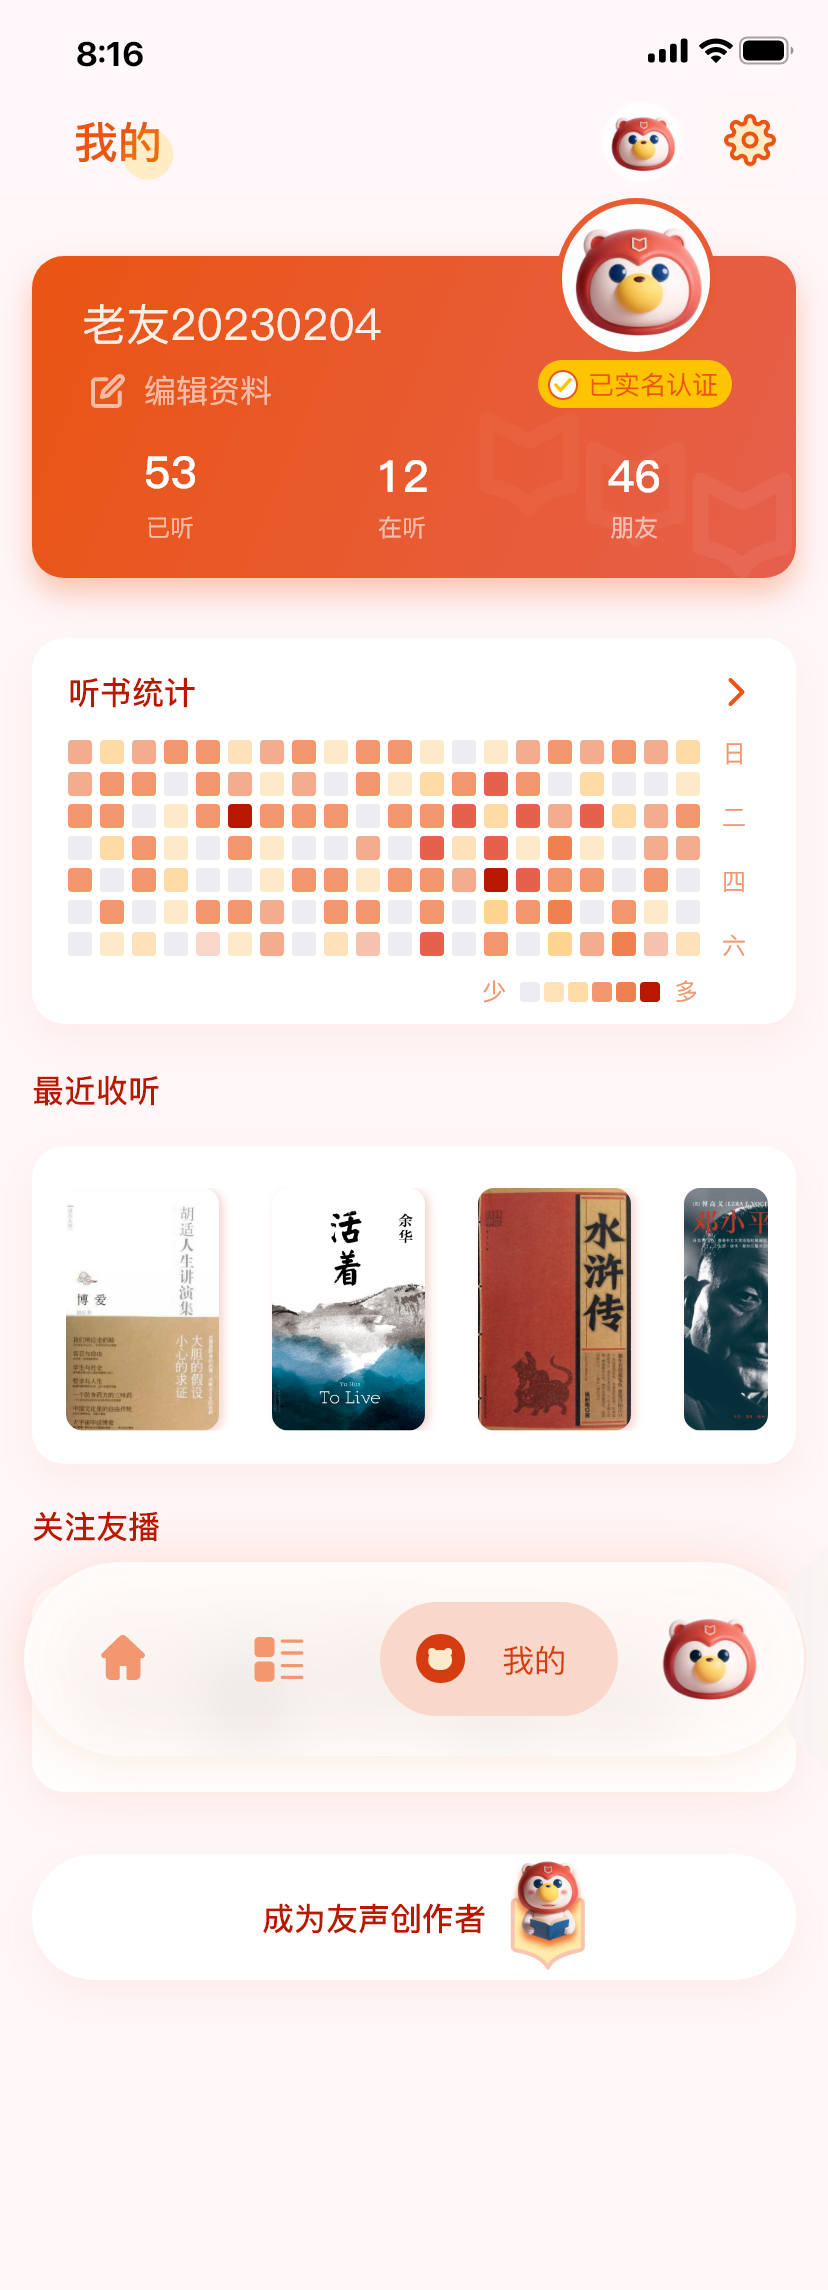 8:16
我的
老友20230204
编辑资料
已实名认证
53
12
46
已听
在听
朋友
听书统计
日
二
四
六
少
多
最近收听
胡适人生讲演集
博爱
大胆的假设
小心的求证
活着
余华
Yu Hua
To Live
水浒传
邓小平
关注友播
我的
成为友声创作者